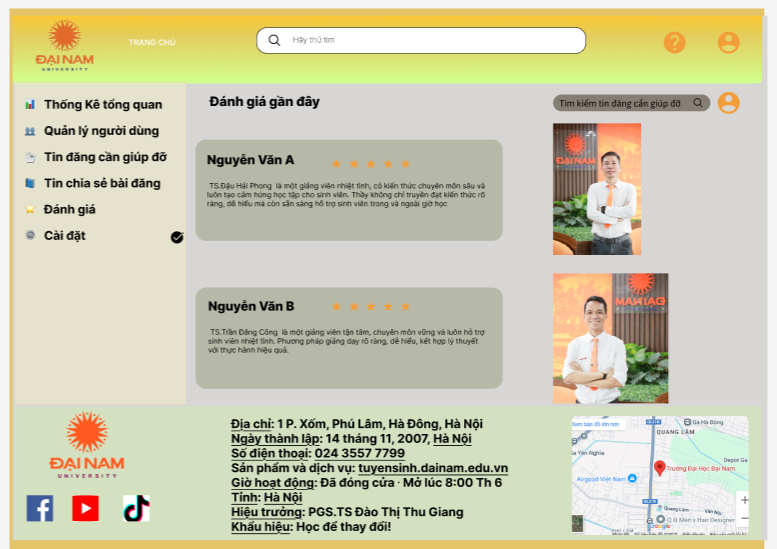 ĐẠI NAM
UNIVERSITY
TRANG CHỦ
Hãy thử tìm
?
Thống Kê tổng quan
Quản lý người dùng
Tin đăng cần giúp đỡ
Tin chia sẻ bài đăng
Đánh giá
Cài đặt
Đánh giá gần đây
Tìm kiếm tin đăng cần giúp đỡ
Nguyễn Văn A
TS.Đậu Hải Phong là một giảng viên nhiệt tình, có kiến thức chuyên môn sâu và
luôn tạo cảm hứng học tập cho sinh viên. Thầy không chỉ truyền đạt kiến thức rõ
ràng, dễ hiểu mà còn sẵn sàng hỗ trợ sinh viên trong và ngoài giờ học
ĐẠI NAM
Nguyễn Văn B
TS.Trần Đăng Công là một giảng viên tận tâm, chuyên môn vững và luôn hỗ trợ
sinh viên nhiệt tình. Phương pháp giảng dạy rõ ràng, dễ hiểu, kết hợp lý thuyết
với thực hành hiệu quả.
ĐẠI NAM
UNIVERSITY
Địa chỉ: 1 P. Xốm, Phú Lâm, Hà Đông, Hà Nội
Ngày thành lập: 14 tháng 11, 2007, Hà Nội
Số điện thoại: 024 3557 7799
Sản phẩm và dịch vụ: tuyensinh.dainam.edu.vn
Giờ hoạt động: Đã đóng cửa · Mở lúc 8:00 Th 6
Tỉnh: Hà Nội
Hiệu trưởng: PGS.TS Đào Thị Thu Giang
Khẩu hiệu: Học để thay đổi!
Xem bản đồ lớn hơn
Ga Hà Đông
QUANG LÃM
Ga Yên Nghĩa
Depot Ga
Trường Đại Học Đại Nam
Airgood Việt Nam
Quang Lãm
Q.B Men's Hair Designer